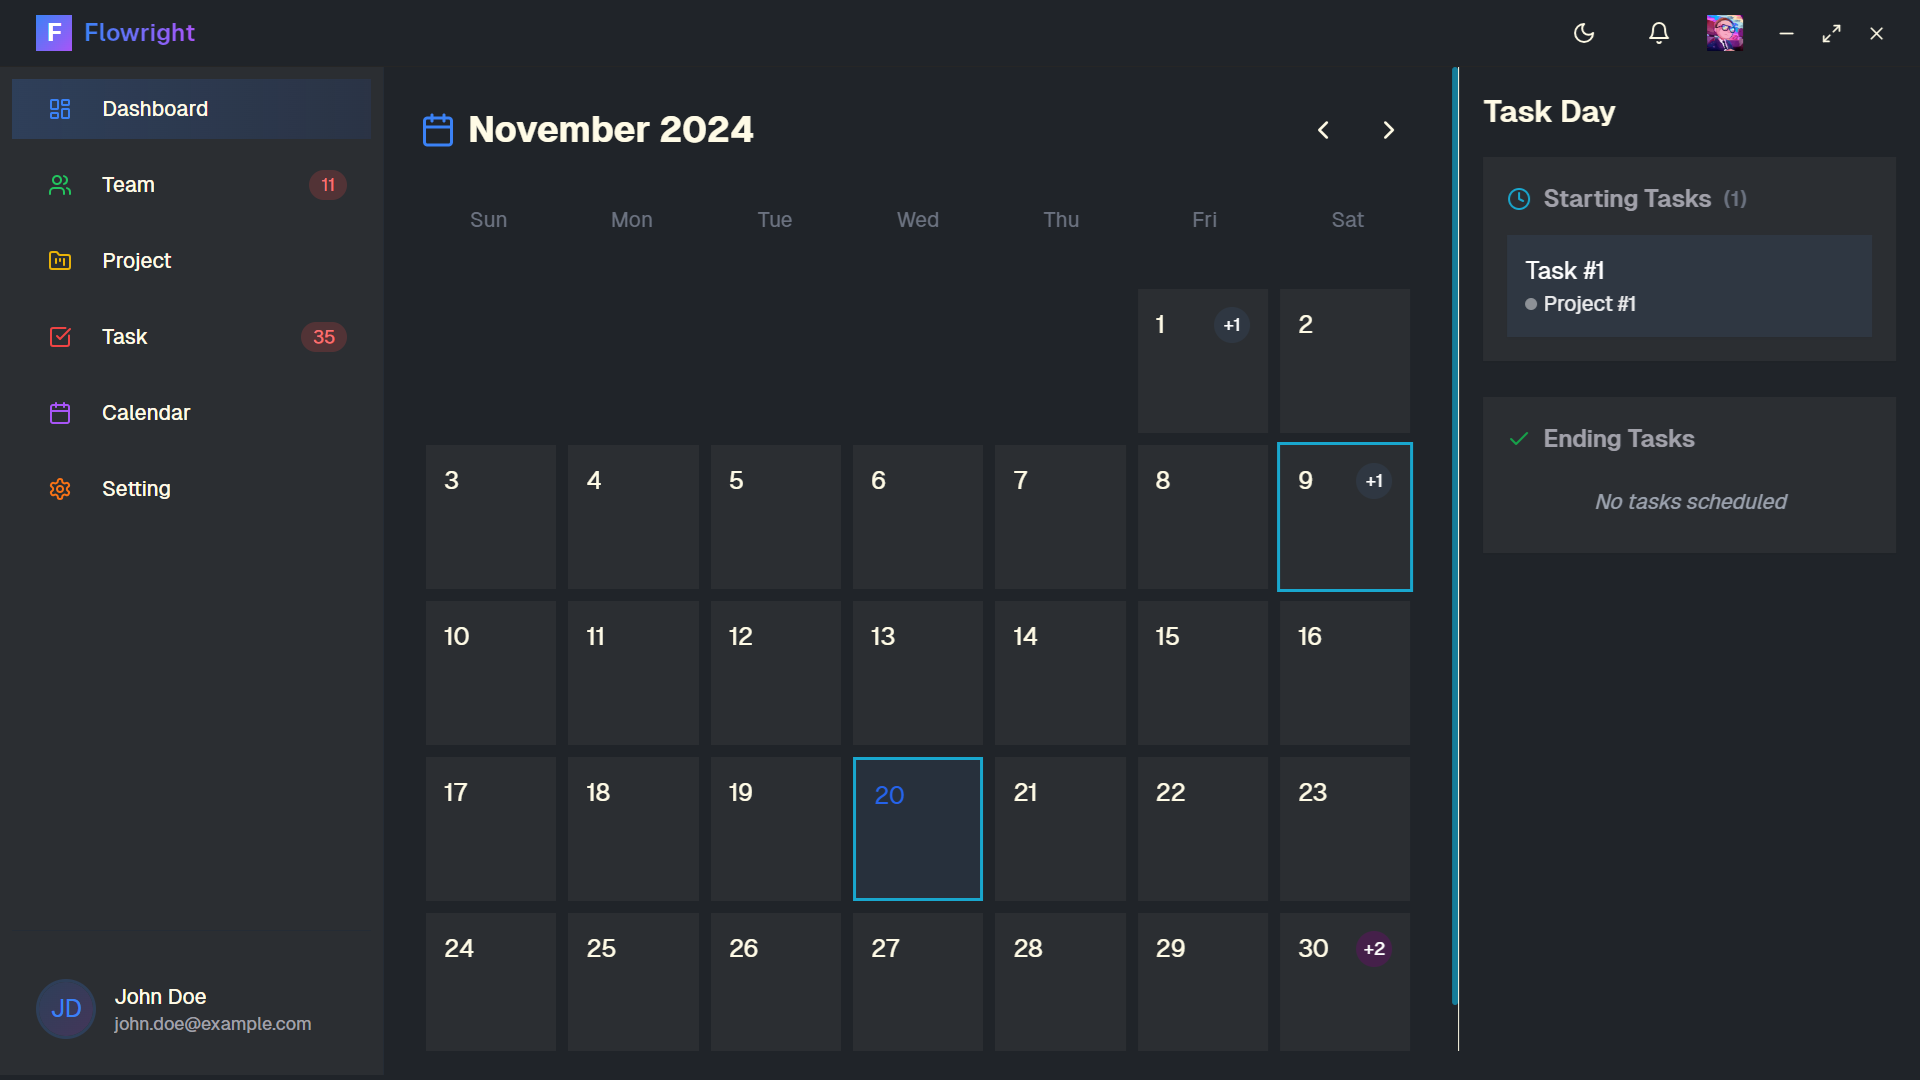 F Flowright
Dashboard
Team 11
Project
Task 35
Calendar
Setting
John Doe
JD
john.doe@example.com
November 2024
Sun Mon Tue Wed Thu Fri Sat
1 +1 2
3 4 5 6 7 8 9 +1
10 11 12 13 14 15 16
17 18 19 20 21 22 23
24 25 26 27 28 29 30 +2
Task Day
Starting Tasks (1)
Task #1
Project #1
Ending Tasks
No tasks scheduled